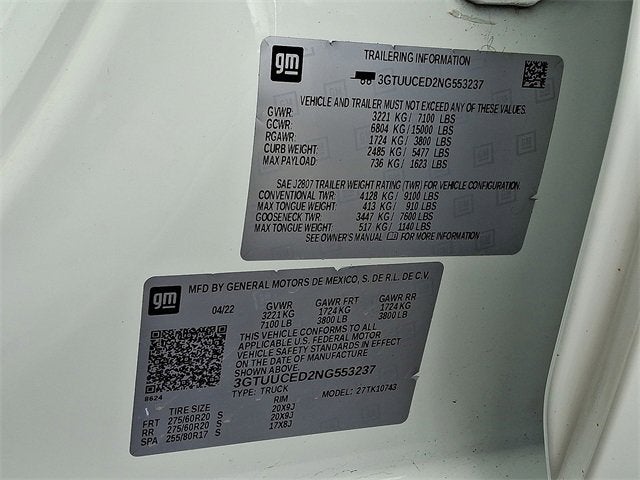 gm
TRAILERING INFORMATION
3GTUUCED2NG553237
VEHICLE AND TRAILER MUST NOT EXCEED ANY OF THESE VALUES.
GVWR: 3221 KG / 7100 LBS
GCWR: 6804 KG / 15000 LBS
RGAWR: 1724 KG / 3800 LBS
CURB WEIGHT: 2485 KG / 5477 LBS
MAX PAYLOAD: 736 KG / 1623 LBS
SAE J2807 TRAILER WEIGHT RATING (TWR) FOR VEHICLE CONFIGURATION
CONVENTIONAL TWR: 4128 KG / 9100 LBS
MAX TONGUE WEIGHT: 413 KG / 910 LBS
GOOSENECK TWR: 3447 KG / 7600 LBS
MAX TONGUE WEIGHT: 517 KG / 1140 LBS
SEE OWNER'S MANUAL FOR MORE INFORMATION
gm
MFD BY GENERAL MOTORS DE MEXICO, S. DE R.L. DE C.V.
04/22 GVWR GAWR FRT GAWR RR
3221 KG 1724 KG 1724 KG
7100 LB 3800 LB 3800 LB
THIS VEHICLE CONFORMS TO ALL
APPLICABLE U.S. FEDERAL MOTOR
VEHICLE SAFETY STANDARDS IN EFFECT
ON THE DATE OF MANUFACTURE
SHOWN ABOVE.
3GTUUCED2NG553237
8624
TYPE: TRUCK MODEL: 27TK10743
TIRE SIZE RIM
FRT 275/60R20 S 20X9J
RR 275/60R20 S 20X9J
SPA 255/80R17 S 17X8J